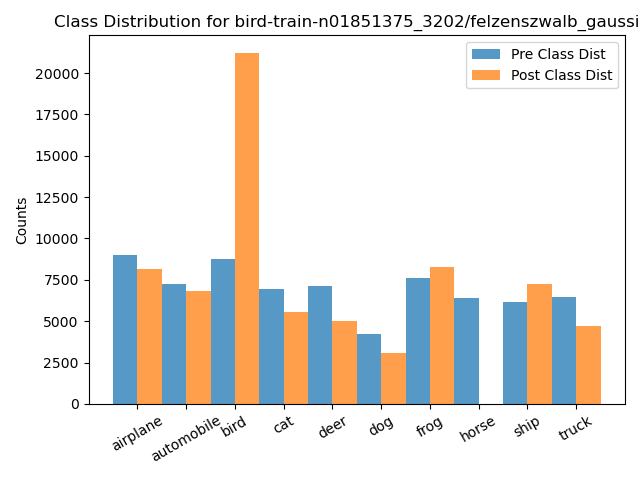 Class Distribution for bird-train-n01851375_3202/felzenszwalb_gaussi
Pre Class Dist
Post Class Dist
Counts
20000
17500
15000
12500
10000
7500
5000
2500
0
airplane
automobile
bird
cat
deer
dog
frog
horse
ship
truck